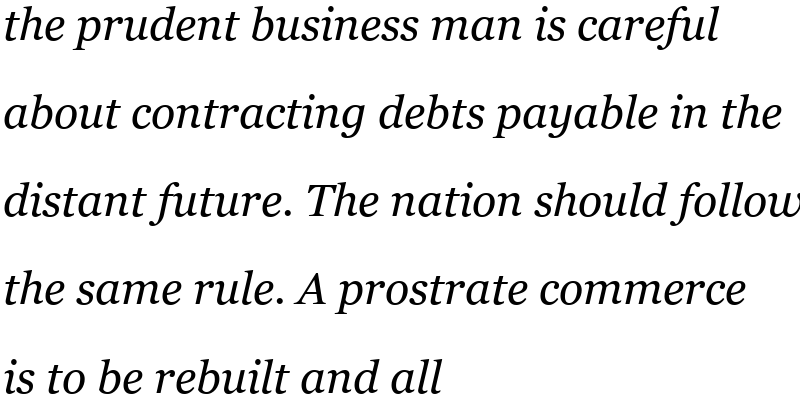 the prudent business man is careful
about contracting debts payable in the
distant future. The nation should follow
the same rule. A prostrate commerce
is to be rebuilt and all